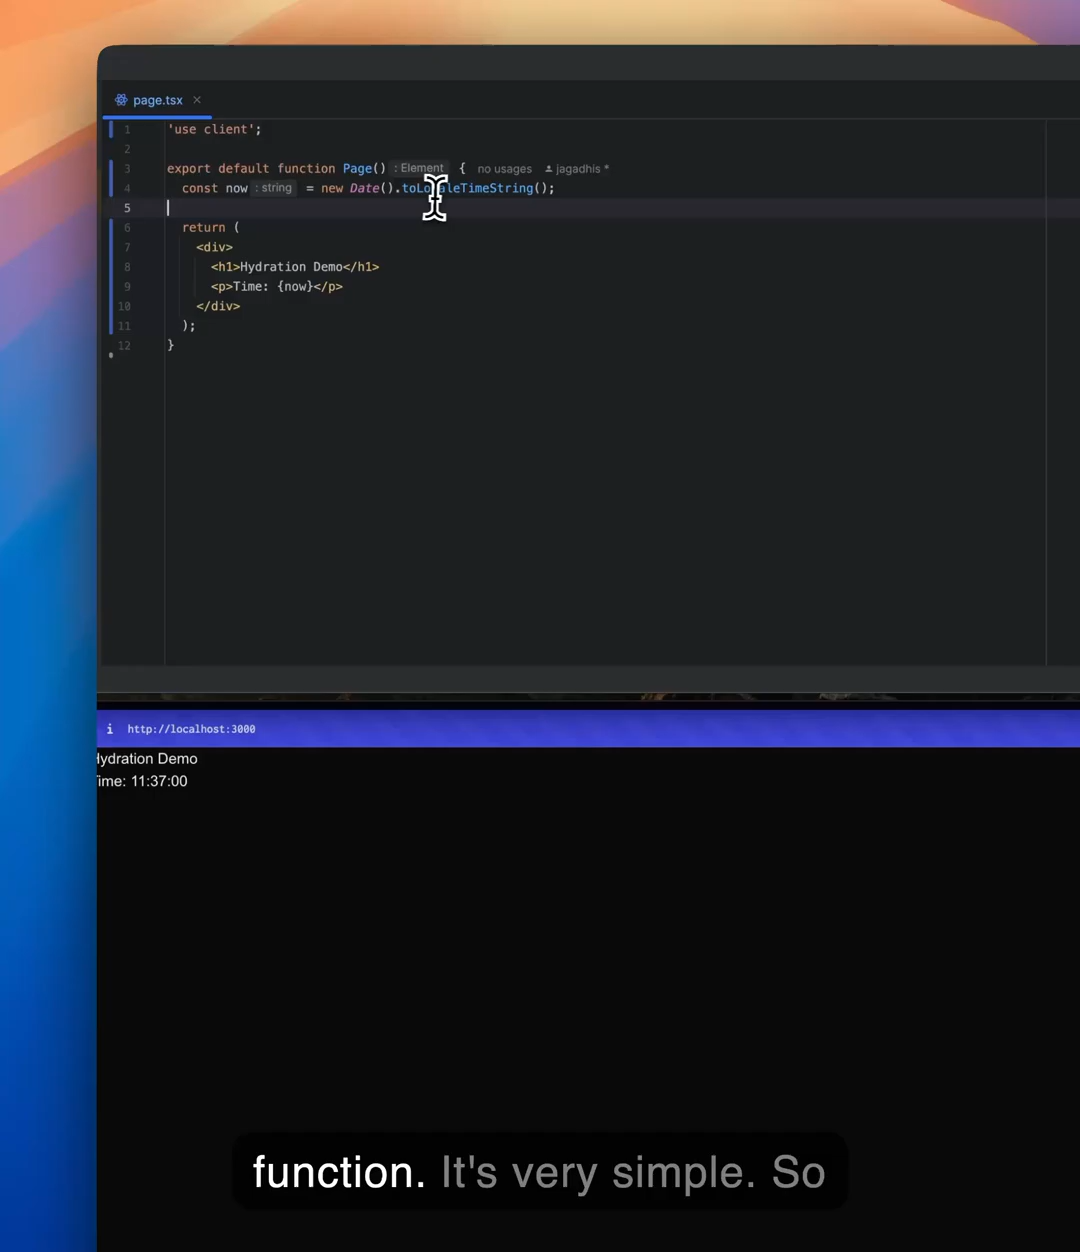 page.tsx ×
1 'use client';
2
3 export default function Page() : Element { no usages jagadhis *
4 const now : string = new Date().toLocaleTimeString();
5
6 return (
7 <div>
8 <h1>Hydration Demo</h1>
9 <p>Time: {now}</p>
10 </div>
11 );
12 }
i http://localhost:3000
Hydration Demo
Time: 11:37:00
function. It's very simple. So